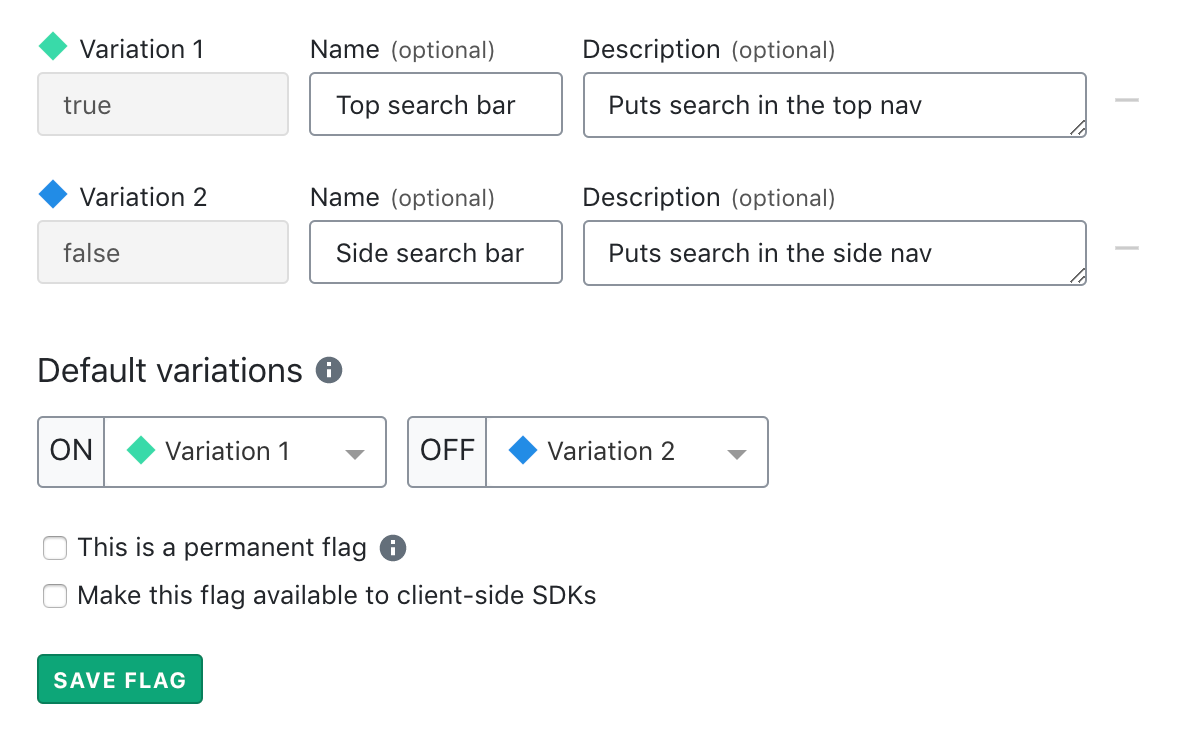 Variation 1 Name (optional) Description (optional)
true Top search bar Puts search in the top nav
Variation 2 Name (optional) Description (optional)
false Side search bar Puts search in the side nav
Default variations
ON Variation 1 OFF Variation 2
This is a permanent flag
Make this flag available to client-side SDKs
SAVE FLAG